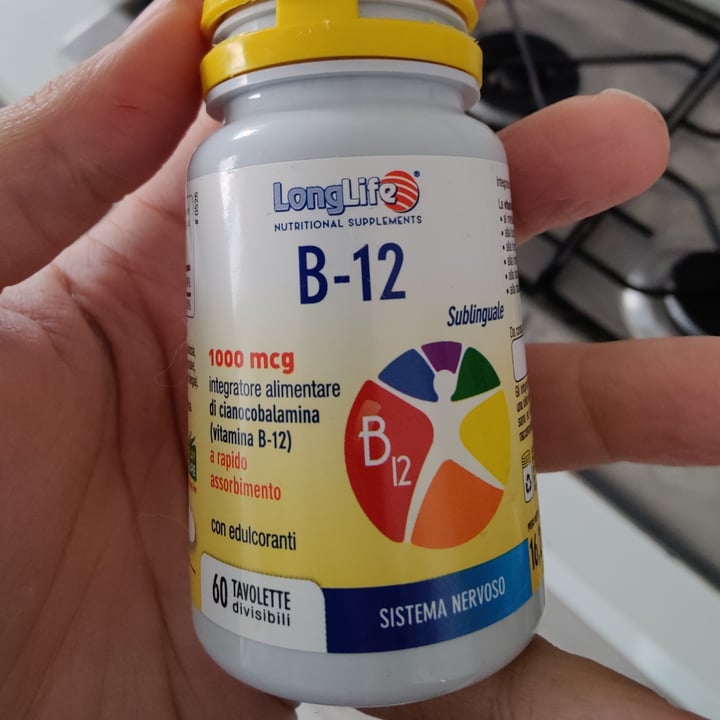 LongLife®
NUTRITIONAL SUPPLEMENTS
B-12
Sublinguale
1000 mcg
integratore alimentare
di cianocobalamina
(vitamina B-12)
a rapido
assorbimento
con edulcoranti
B
12
60 TAVOLETTE
divisibili
SISTEMA NERVOSO
# 0526